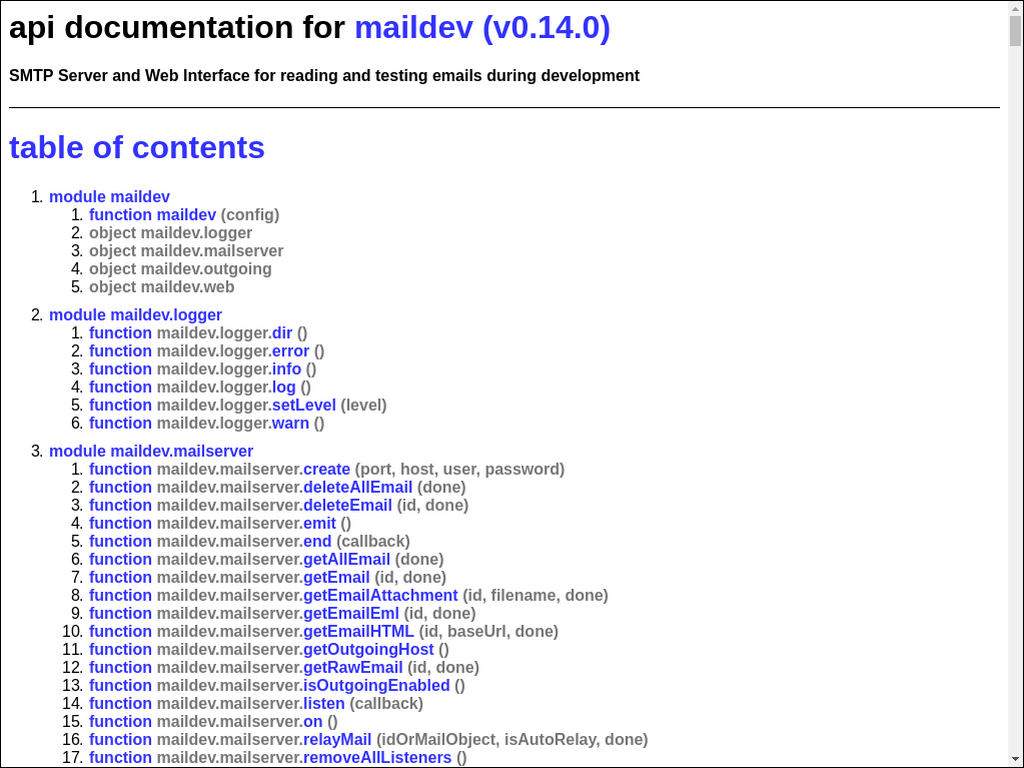 api documentation for maildev (v0.14.0)
SMTP Server and Web Interface for reading and testing emails during development
table of contents
1. module maildev
1. function maildev (config)
2. object maildev.logger
3. object maildev.mailserver
4. object maildev.outgoing
5. object maildev.web
2. module maildev.logger
1. function maildev.logger.dir ()
2. function maildev.logger.error ()
3. function maildev.logger.info ()
4. function maildev.logger.log ()
5. function maildev.logger.setLevel (level)
6. function maildev.logger.warn ()
3. module maildev.mailserver
1. function maildev.mailserver.create (port, host, user, password)
2. function maildev.mailserver.deleteAllEmail (done)
3. function maildev.mailserver.deleteEmail (id, done)
4. function maildev.mailserver.emit ()
5. function maildev.mailserver.end (callback)
6. function maildev.mailserver.getAllEmail (done)
7. function maildev.mailserver.getEmail (id, done)
8. function maildev.mailserver.getEmailAttachment (id, filename, done)
9. function maildev.mailserver.getEmailEml (id, done)
10. function maildev.mailserver.getEmailHTML (id, baseUrl, done)
11. function maildev.mailserver.getOutgoingHost ()
12. function maildev.mailserver.getRawEmail (id, done)
13. function maildev.mailserver.isOutgoingEnabled ()
14. function maildev.mailserver.listen (callback)
15. function maildev.mailserver.on ()
16. function maildev.mailserver.relayMail (idOrMailObject, isAutoRelay, done)
17. function maildev.mailserver.removeAllListeners ()